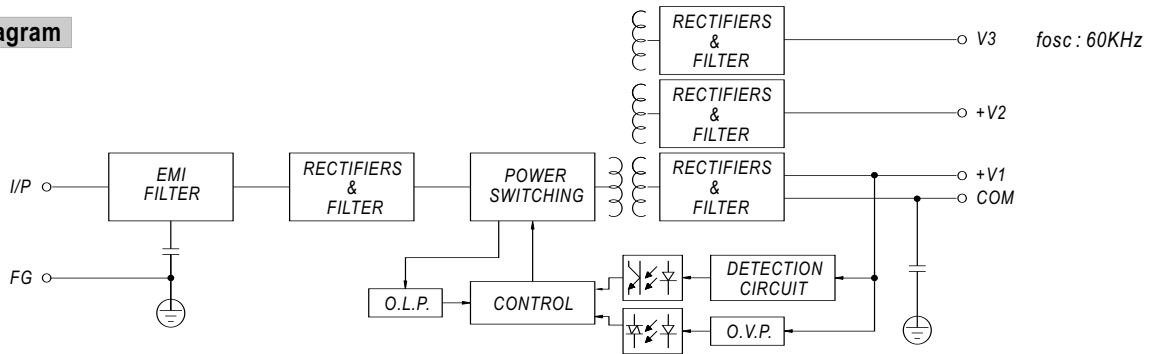 agram
RECTIFIERS
&
FILTER
V3
fosc : 60KHz
RECTIFIERS
&
FILTER
+V2
I/P
EMI
FILTER
RECTIFIERS
&
FILTER
POWER
SWITCHING
RECTIFIERS
&
FILTER
+V1
COM
FG
O.L.P.
CONTROL
DETECTION
CIRCUIT
O.V.P.